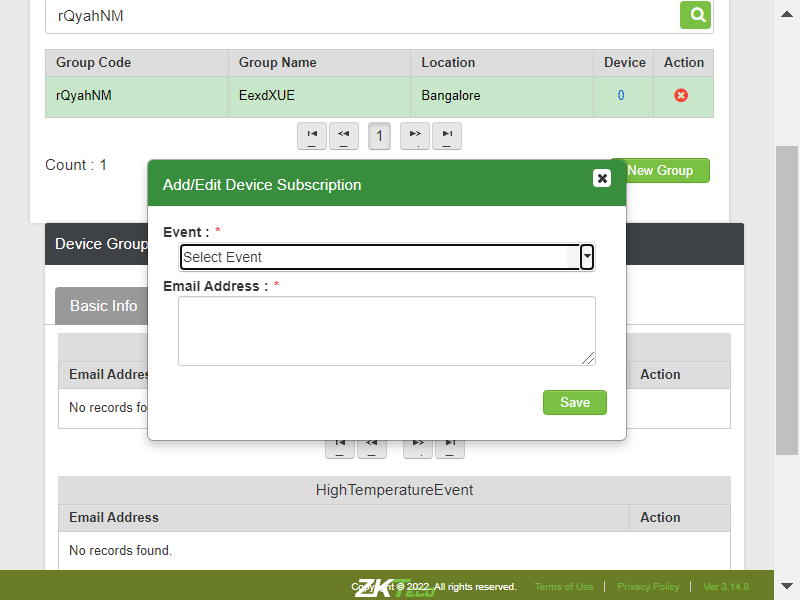 rQyahNM
Group Code Group Name Location Device Action
rQyahNM EexdXUE Bangalore 0
1
Count : 1
New Group
Add/Edit Device Subscription
Device Group
Event : *
Select Event
Email Address : *
Basic Info
Email Addres Action
No records fo
Save
HighTemperatureEvent
Email Address Action
No records found.
ZKTeco
Copyright © 2022. All rights reserved. Terms of Use | Privacy Policy | Ver 3.14.8